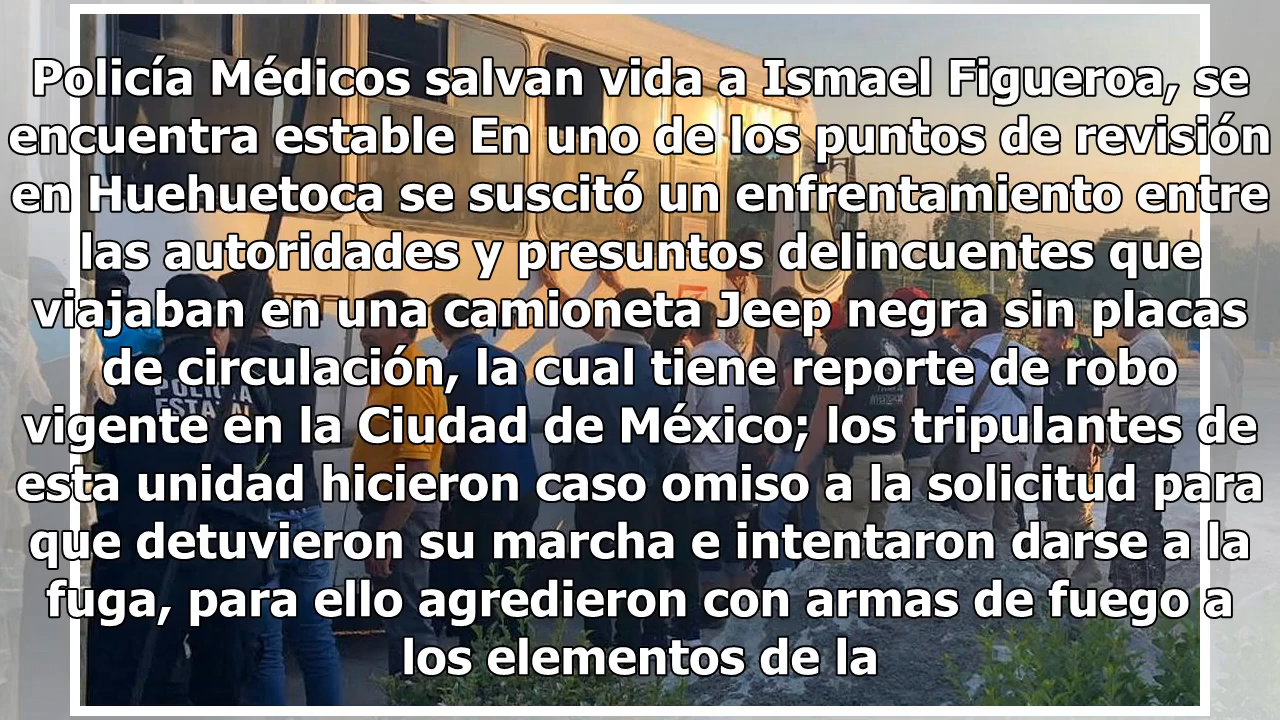 Policía Médicos salvan vida a Ismael Figueroa, se
encuentra estable En uno de los puntos de revisión
en Huehuetoca se suscitó un enfrentamiento entre
las autoridades y presuntos delincuentes que
viajaban en una camioneta Jeep negra sin placas
de circulación, la cual tiene reporte de robo
vigente en la Ciudad de México; los tripulantes de
esta unidad hicieron caso omiso a la solicitud para
que detuvieron su marcha e intentaron darse a la
fuga, para ello agredieron con armas de fuego a
los elementos de la
POLICÍA
ESTATAL